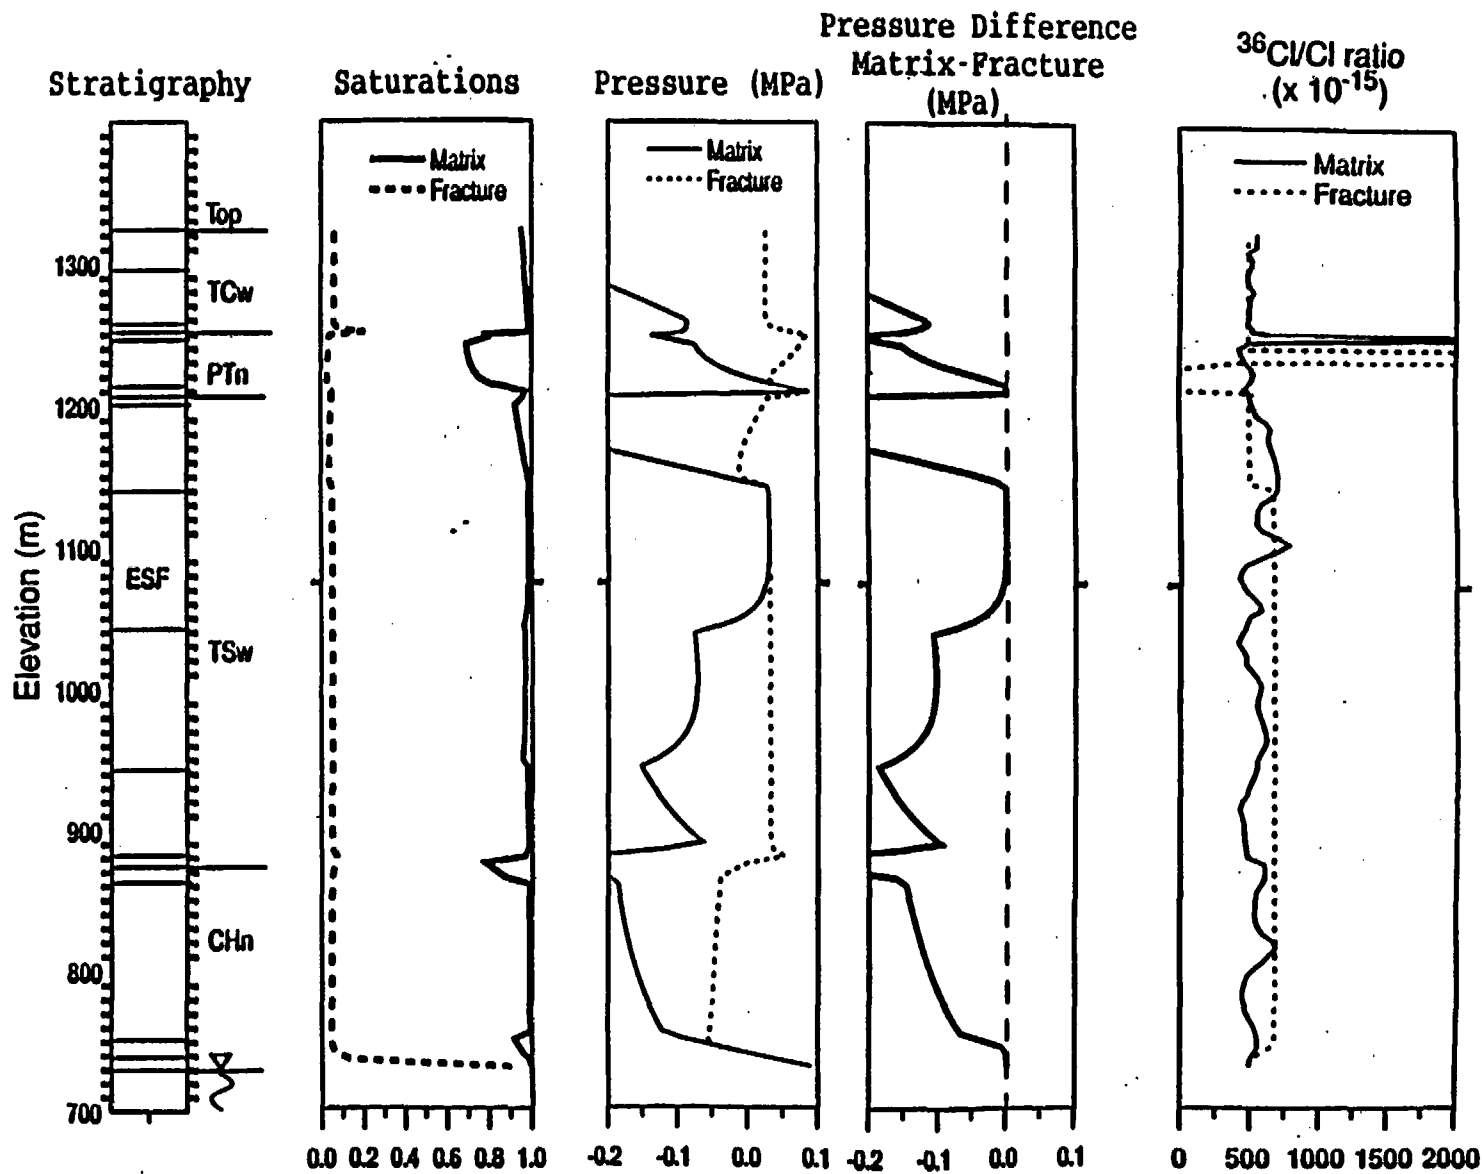 Pressure Difference
Matrix-Fracture
(MPa)
Stratigraphy
Saturations
Pressure (MPa)
³⁶Cl/Cl ratio
(x 10⁻¹⁵)
Matrix
Fracture
Matrix
Fracture
Matrix
Fracture
Top
TCw
PTn
ESF
TSw
CHn
Elevation (m)
1300
1200
1100
1000
900
800
700
0.0 0.2 0.4 0.6 0.8 1.0
-0.2 -0.1 0.0 0.1
-0.2 -0.1 0.0 0.1
0 500 1000 1500 2000